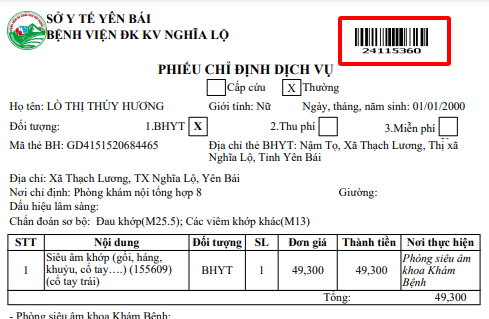 SỞ Y TẾ YÊN BÁI
BỆNH VIỆN ĐK KV NGHĨA LỘ
24115360
PHIẾU CHỈ ĐỊNH DỊCH VỤ
Cấp cứu X Thường
Họ tên: LÒ THỊ THÚY HƯƠNG Giới tính: Nữ Ngày, tháng, năm sinh: 01/01/2000
Đối tượng: 1.BHYT X 2.Thu phí 3.Miễn phí
Mã thẻ BH: GD4151520684465 Địa chỉ thẻ BHYT: Nậm Tọ, Xã Thạch Lương, Thị xã
Nghĩa Lộ, Tỉnh Yên Bái
Địa chỉ: Xã Thạch Lương, TX Nghĩa Lộ, Yên Bái
Nơi chỉ định: Phòng khám nội tổng hợp 8 Giường:
Dấu hiệu lâm sàng:
Chẩn đoán sơ bộ: Đau khớp(M25.5); Các viêm khớp khác(M13)
STT Nội dung Đối tượng SL Đơn giá Thành tiền Nơi thực hiện
1 Siêu âm khớp (gối, háng, khuỷu, cổ tay….) (155609) (cổ tay trái) BHYT 1 49,300 49,300 Phòng siêu âm khoa Khám Bệnh
Tổng: 49,300
- Phòng siêu âm khoa Khám Bệnh: